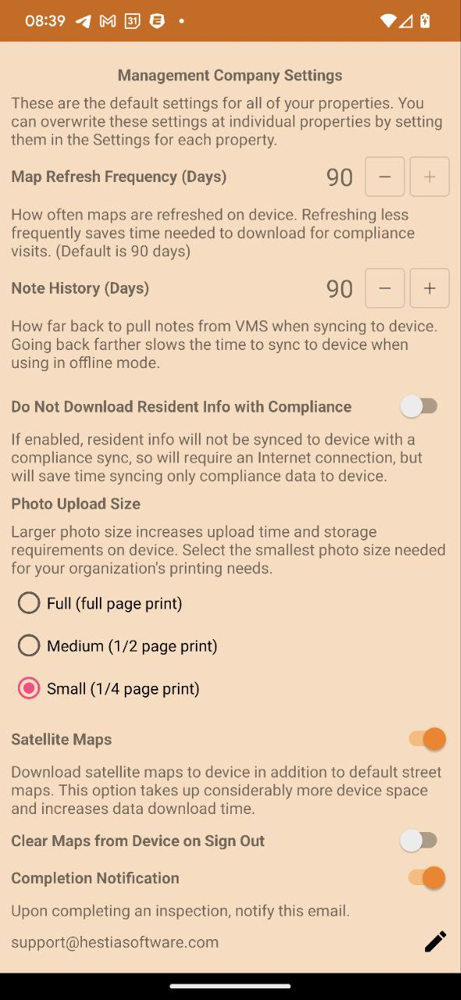 08:39
31
Management Company Settings
These are the default settings for all of your properties. You
can overwrite these settings at individual properties by setting
them in the Settings for each property.
Map Refresh Frequency (Days) 90 − +
How often maps are refreshed on device. Refreshing less
frequently saves time needed to download for compliance
visits. (Default is 90 days)
Note History (Days) 90 − +
How far back to pull notes from VMS when syncing to device.
Going back farther slows the time to sync to device when
using in offline mode.
Do Not Download Resident Info with Compliance
If enabled, resident info will not be synced to device with a
compliance sync, so will require an Internet connection, but
will save time syncing only compliance data to device.
Photo Upload Size
Larger photo size increases upload time and storage
requirements on device. Select the smallest photo size needed
for your organization's printing needs.
Full (full page print)
Medium (1/2 page print)
Small (1/4 page print)
Satellite Maps
Download satellite maps to device in addition to default street
maps. This option takes up considerably more device space
and increases data download time.
Clear Maps from Device on Sign Out
Completion Notification
Upon completing an inspection, notify this email.
support@hestiasoftware.com